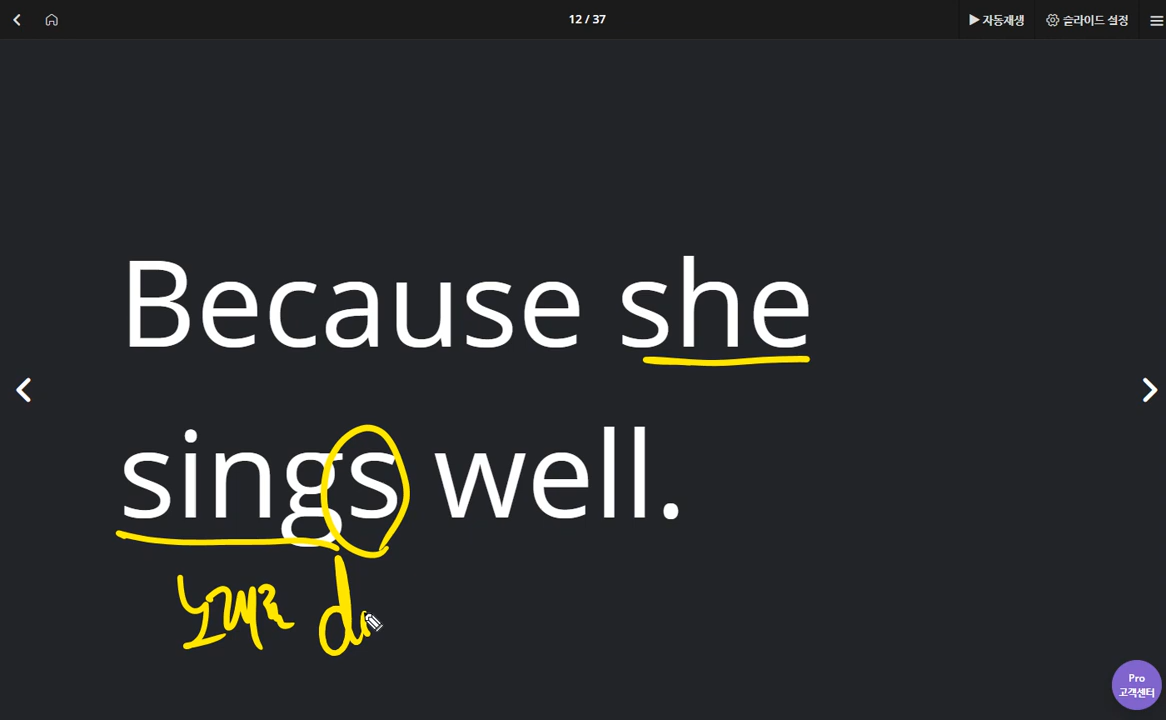 12 / 37
▶ 자동재생
슬라이드 설정
Because she
sings well.
노래를 do
Pro
고객센터